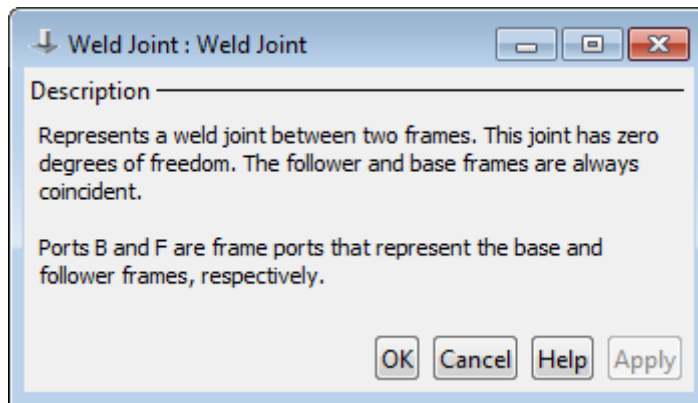 Weld Joint : Weld Joint
Description
Represents a weld joint between two frames. This joint has zero
degrees of freedom. The follower and base frames are always
coincident.
Ports B and F are frame ports that represent the base and
follower frames, respectively.
OK Cancel Help Apply